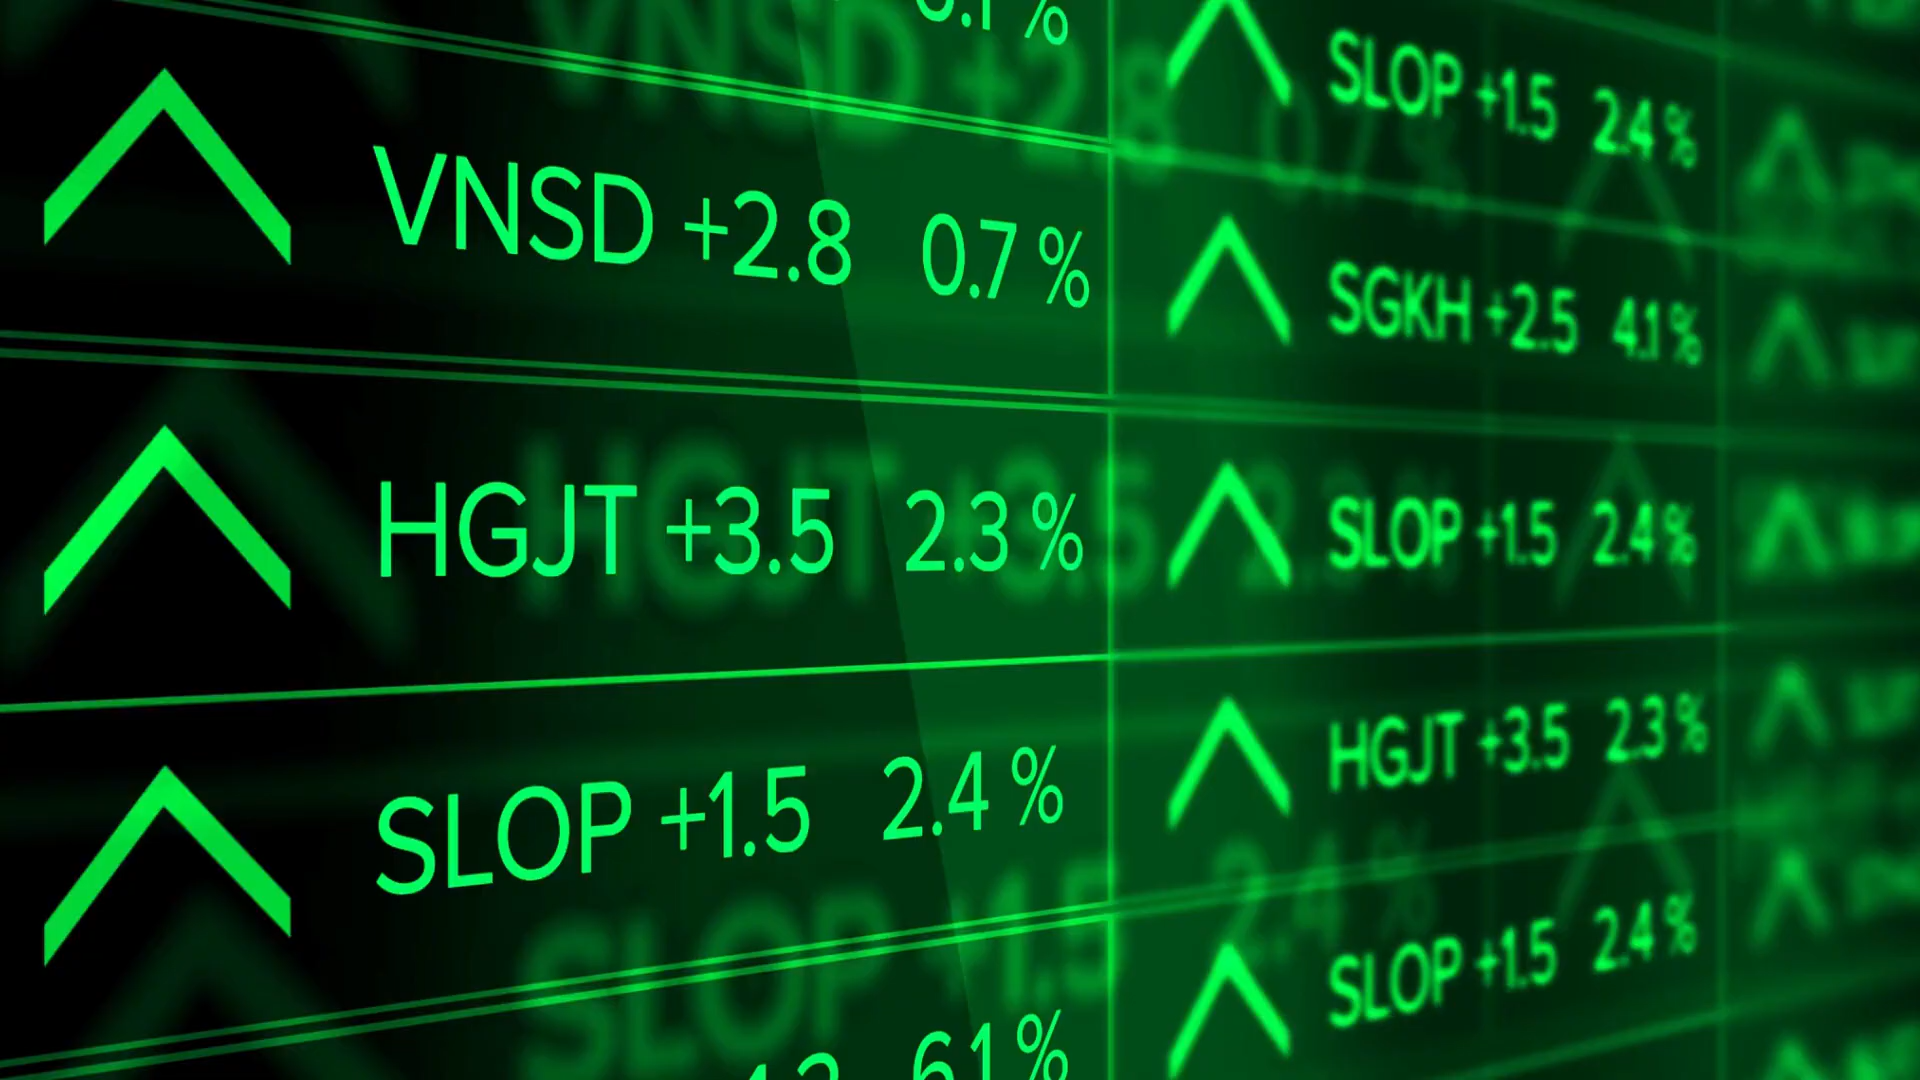 VNSD +2.8 0.7 %
HGJT +3.5 2.3 %
SLOP +1.5 2.4 %
6.1 %
SLOP +1.5 2.4 %
SGKH +2.5 4.1 %
SLOP +1.5 2.4 %
HGJT +3.5 2.3 %
SLOP +1.5 2.4 %